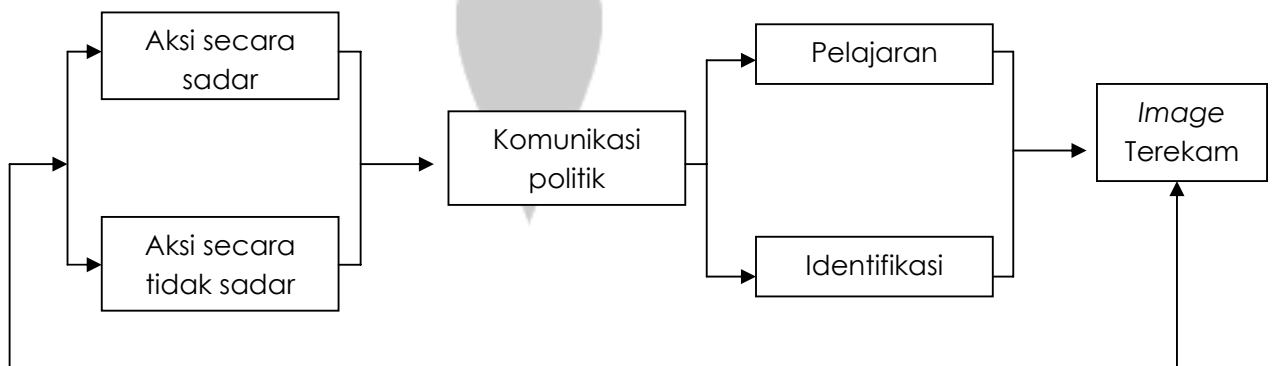 Aksi secara
sadar
Aksi secara
tidak sadar
Komunikasi
politik
Pelajaran
Identifikasi
Image
Terekam